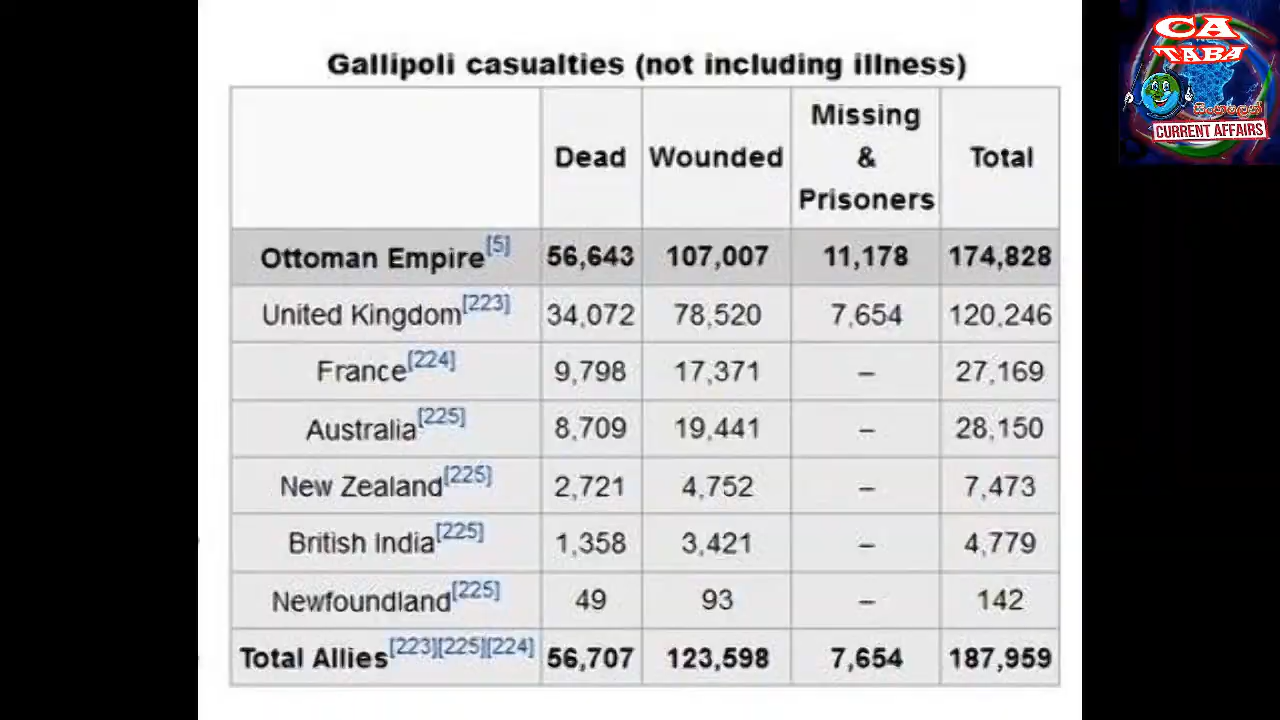 CA
TABA
සිංහලෙන්
CURRENT AFFAIRS
Gallipoli casualties (not including illness)
Dead Wounded Missing & Prisoners Total
Ottoman Empire[5] 56,643 107,007 11,178 174,828
United Kingdom[223] 34,072 78,520 7,654 120,246
France[224] 9,798 17,371 – 27,169
Australia[225] 8,709 19,441 – 28,150
New Zealand[225] 2,721 4,752 – 7,473
British India[225] 1,358 3,421 – 4,779
Newfoundland[225] 49 93 – 142
Total Allies[223][225][224] 56,707 123,598 7,654 187,959